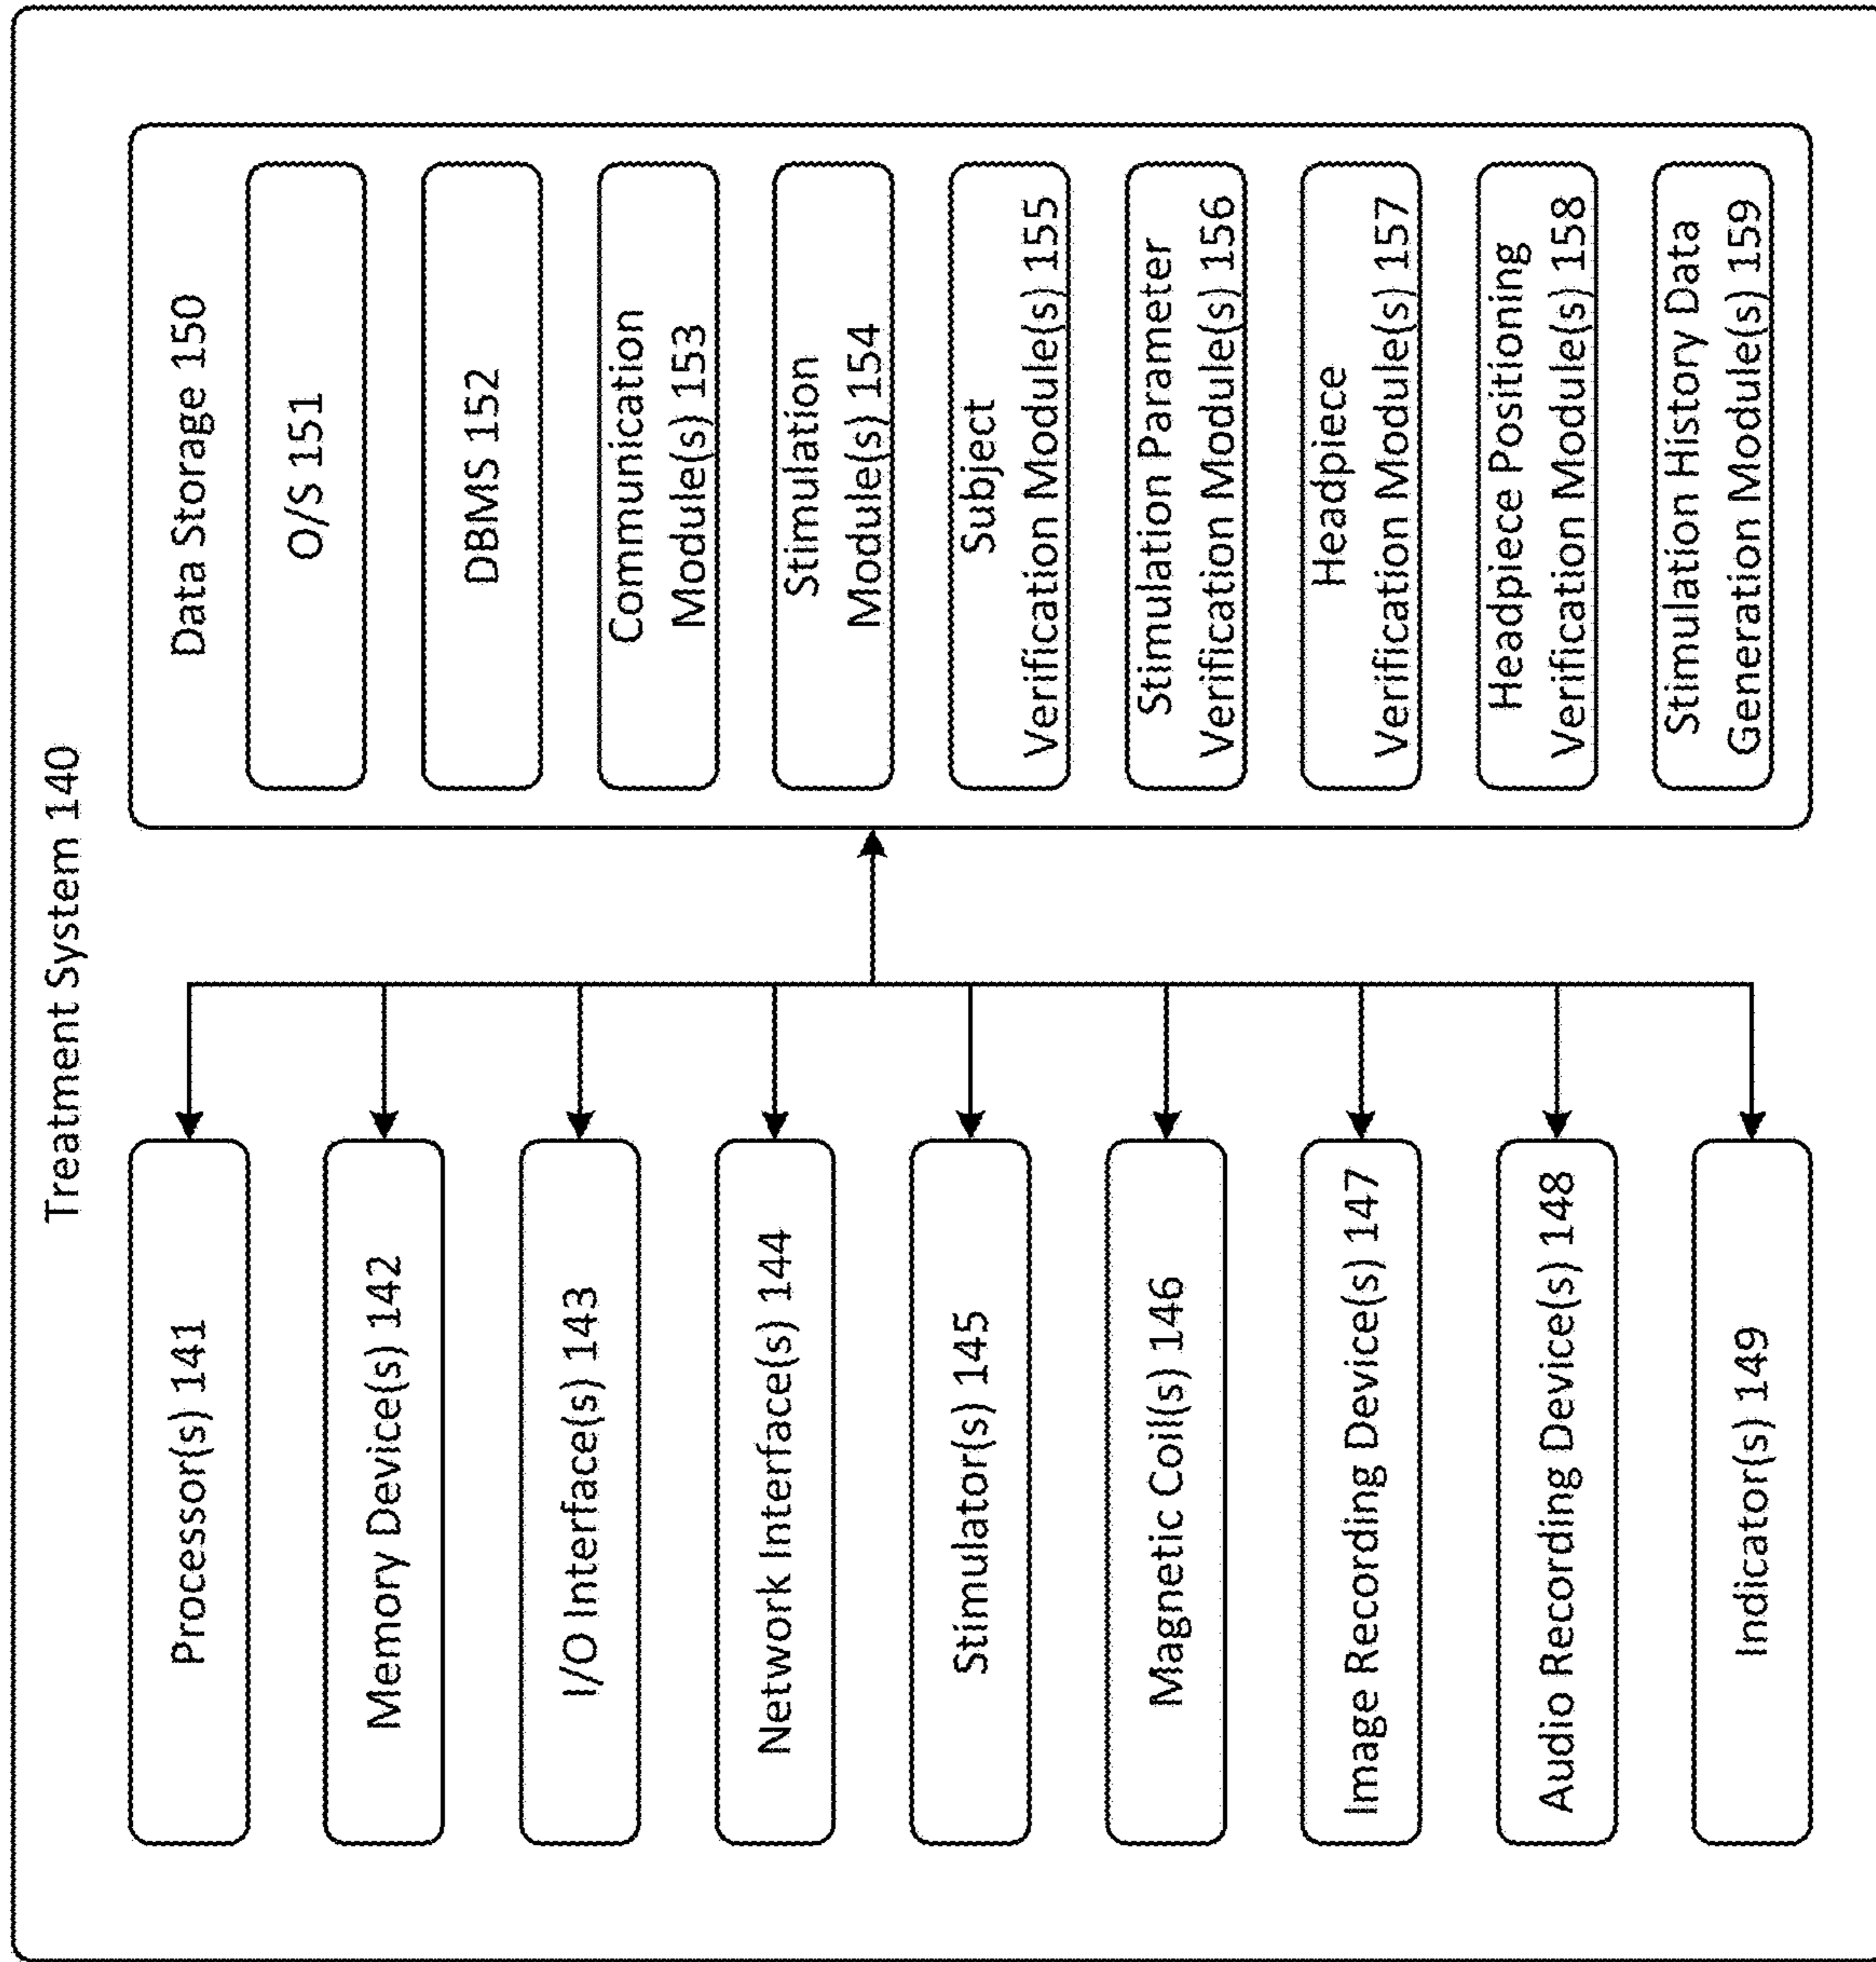 Treatment System 140
Processor(s) 141
Memory Device(s) 142
I/O Interface(s) 143
Network Interface(s) 144
Stimulator(s) 145
Magnetic Coil(s) 146
Image Recording Device(s) 147
Audio Recording Device(s) 148
Indicator(s) 149
Data Storage 150
O/S 151
DBMS 152
Communication
Module(s) 153
Stimulation
Module(s) 154
Subject
Verification Module(s) 155
Stimulation Parameter
Verification Module(s) 156
Headpiece
Verification Module(s) 157
Headpiece Positioning
Verification Module(s) 158
Stimulation History Data
Generation Module(s) 159